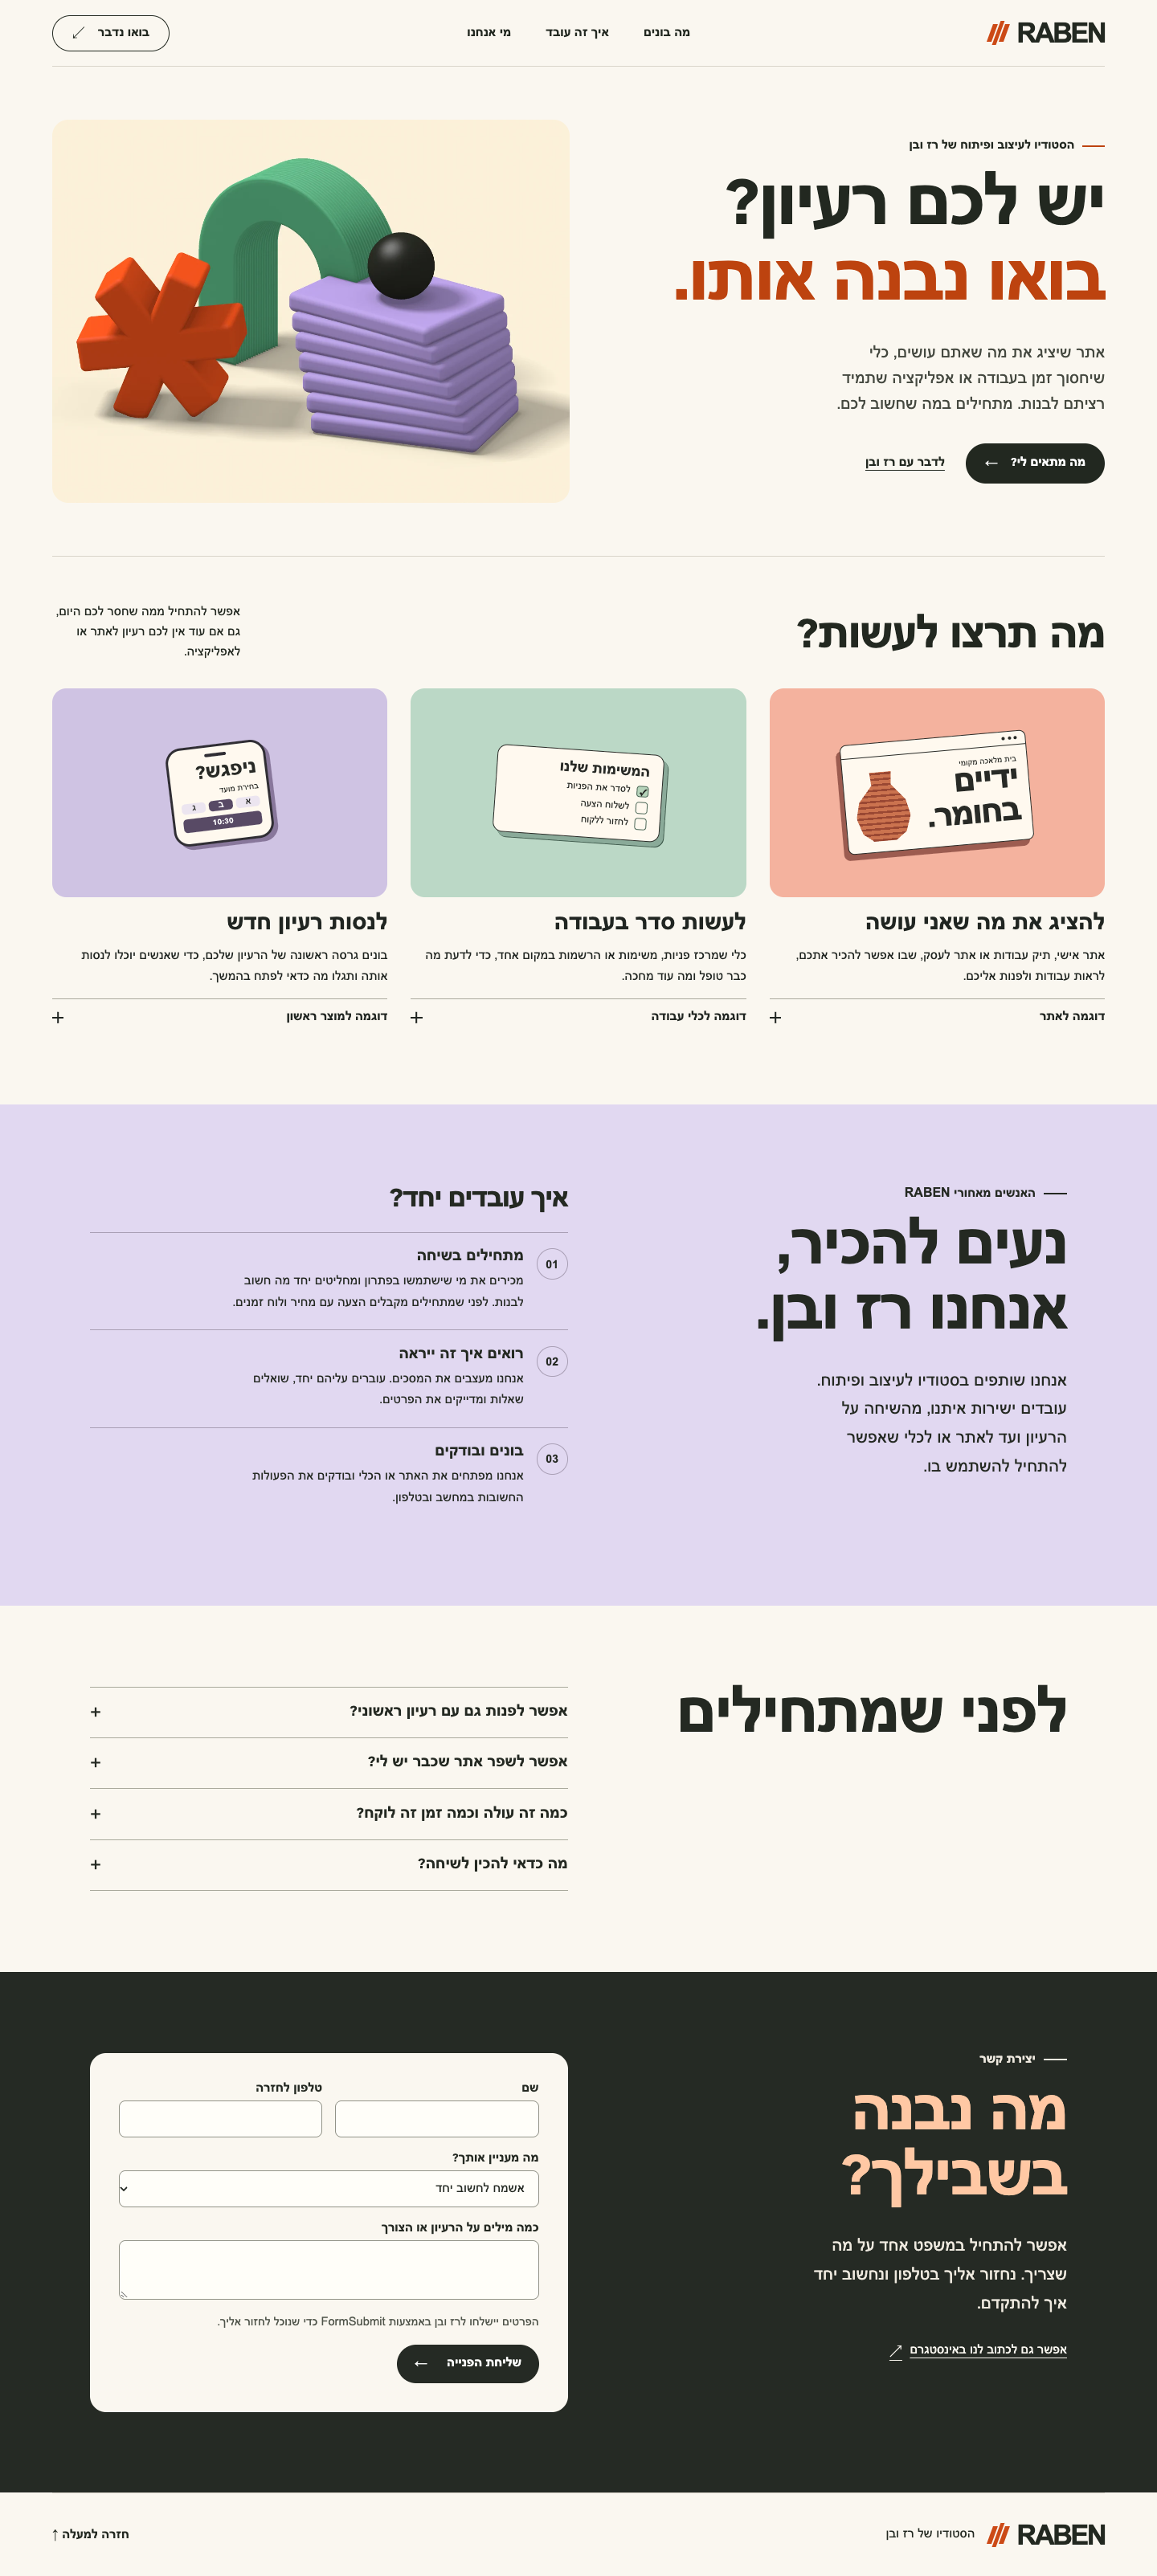 RABEN
מה בונים
איך זה עובד
מי אנחנו
בואו נדבר
הסטודיו לעיצוב ופיתוח של רז ובן
יש לכם רעיון?
בואו נבנה אותו.
אתר שיציג את מה שאתם עושים, כלי
שיחסוך זמן בעבודה או אפליקציה שתמיד
רציתם לבנות. מתחילים במה שחשוב לכם.
מה מתאים לי? ←
לדבר עם רז ובן
מה תרצו לעשות?
אפשר להתחיל ממה שחסר לכם היום,
גם אם עוד אין לכם רעיון לאתר או
לאפליקציה.
בית מלאכה מקומי
ידיים
בחומר.
להציג את מה שאני עושה
אתר אישי, תיק עבודות או אתר לעסק, שבו אפשר להכיר אתכם,
לראות עבודות ולפנות אליכם.
דוגמה לאתר +
המשימות שלנו
לסדר את הפניות
לשלוח הצעה
לחזור ללקוח
לעשות סדר בעבודה
כלי שמרכז פניות, משימות או הרשמות במקום אחד, כדי לדעת מה
כבר טופל ומה עוד מחכה.
דוגמה לכלי עבודה +
ניפגש?
בחירת מועד
א ב ג
10:30
לנסות רעיון חדש
בונים גרסה ראשונה של הרעיון שלכם, כדי שאנשים יוכלו לנסות
אותה ותגלו מה כדאי לפתח בהמשך.
דוגמה למוצר ראשון +
האנשים מאחורי RABEN
נעים להכיר,
אנחנו רז ובן.
אנחנו שותפים בסטודיו לעיצוב ופיתוח.
עובדים ישירות איתנו, מהשיחה על
הרעיון ועד לאתר או לכלי שאפשר
להתחיל להשתמש בו.
איך עובדים יחד?
01
מתחילים בשיחה
מכירים את מי שישתמשו בפתרון ומחליטים יחד מה חשוב
לבנות. לפני שמתחילים מקבלים הצעה עם מחיר ולוח זמנים.
02
רואים איך זה ייראה
אנחנו מעצבים את המסכים. עוברים עליהם יחד, שואלים
שאלות ומדייקים את הפרטים.
03
בונים ובודקים
אנחנו מפתחים את האתר או הכלי ובודקים את הפעולות
החשובות במחשב ובטלפון.
לפני שמתחילים
אפשר לפנות גם עם רעיון ראשוני? +
אפשר לשפר אתר שכבר יש לי? +
כמה זה עולה וכמה זמן זה לוקח? +
מה כדאי להכין לשיחה? +
יצירת קשר
מה נבנה
בשבילך?
אפשר להתחיל במשפט אחד על מה
שצריך. נחזור אליך בטלפון ונחשוב יחד
איך להתקדם.
אפשר גם לכתוב לנו באינסטגרם
שם
טלפון לחזרה
מה מעניין אותך?
אשמח לחשוב יחד
כמה מילים על הרעיון או הצורך
הפרטים יישלחו לרז ובן באמצעות FormSubmit כדי שנוכל לחזור אליך.
שליחת הפנייה ←
RABEN
הסטודיו של רז ובן
חזרה למעלה ↑